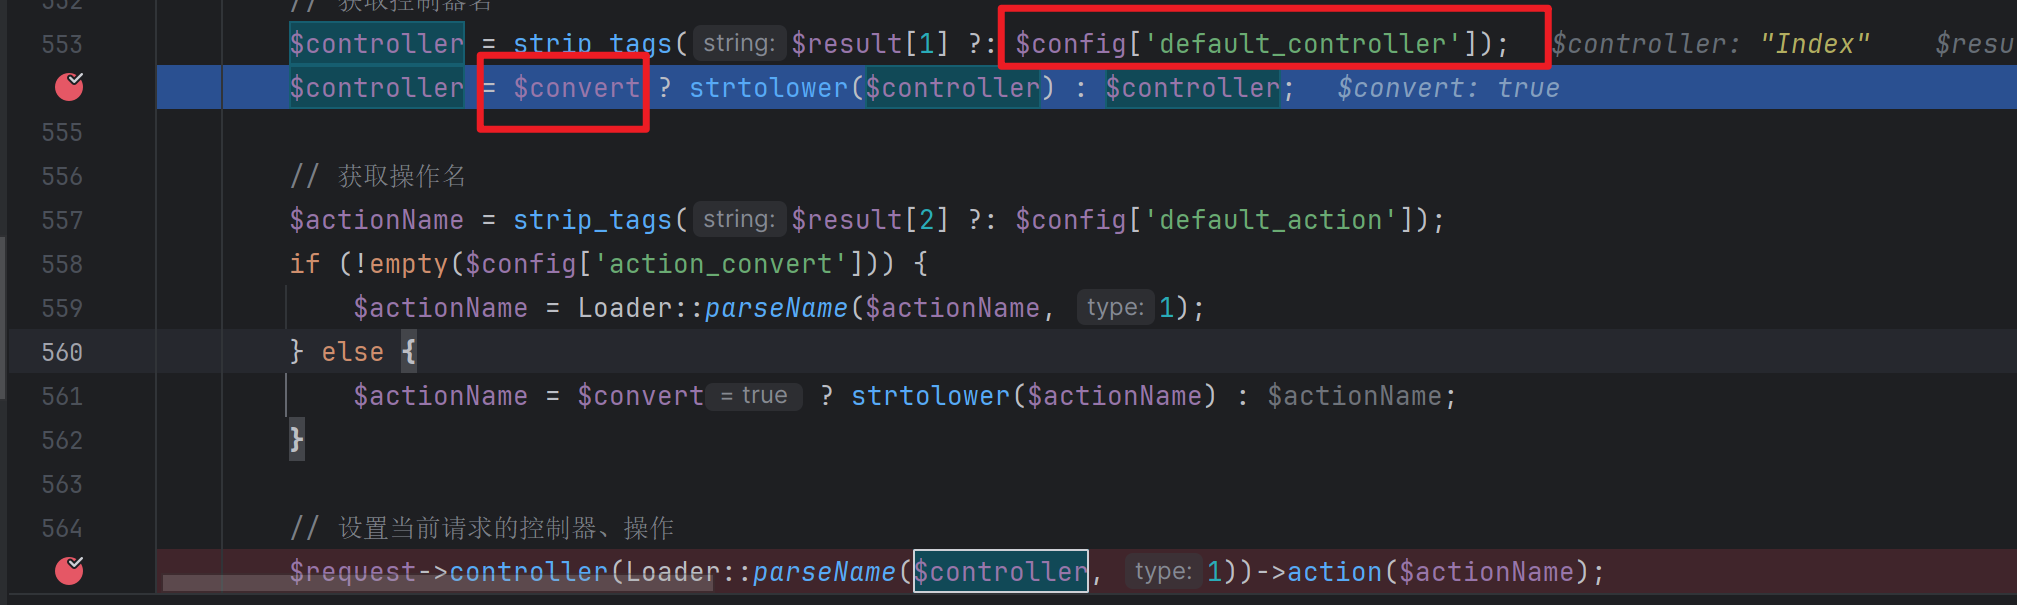 552 // 获取控制器名
553 $controller = strip_tags( string: $result[1] ?: $config['default_controller']); $controller: "Index" $resu
$controller = $convert ? strtolower($controller) : $controller; $convert: true
555
556 // 获取操作名
557 $actionName = strip_tags( string: $result[2] ?: $config['default_action']);
558 if (!empty($config['action_convert'])) {
559 $actionName = Loader::parseName($actionName, type: 1);
560 } else {
561 $actionName = $convert = true ? strtolower($actionName) : $actionName;
562 }
563
564 // 设置当前请求的控制器、操作
$request->controller(Loader::parseName($controller, type: 1))->action($actionName);